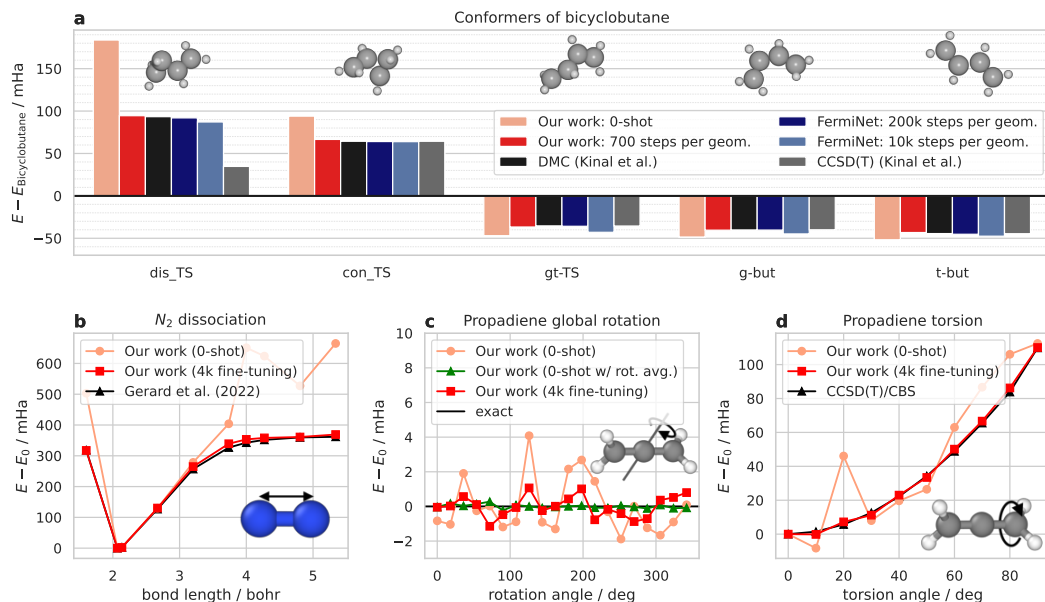 a
Conformers of bicyclobutane
E − E_Bicyclobutane / mHa
150
100
50
0
−50
Our work: 0-shot
Our work: 700 steps per geom.
DMC (Kinal et al.)
FermiNet: 200k steps per geom.
FermiNet: 10k steps per geom.
CCSD(T) (Kinal et al.)
dis_TS
con_TS
gt-TS
g-but
t-but
b
N₂ dissociation
E − E₀ / mHa
600
500
400
300
200
100
0
Our work (0-shot)
Our work (4k fine-tuning)
Gerard et al. (2022)
2
3
4
5
bond length / bohr
c
Propadiene global rotation
E − E₀ / mHa
10
8
6
4
2
0
−2
Our work (0-shot)
Our work (0-shot w/ rot. avg.)
Our work (4k fine-tuning)
exact
0
100
200
300
rotation angle / deg
d
Propadiene torsion
E − E₀ / mHa
120
100
80
60
40
20
0
Our work (0-shot)
Our work (4k fine-tuning)
CCSD(T)/CBS
0
20
40
60
80
torsion angle / deg